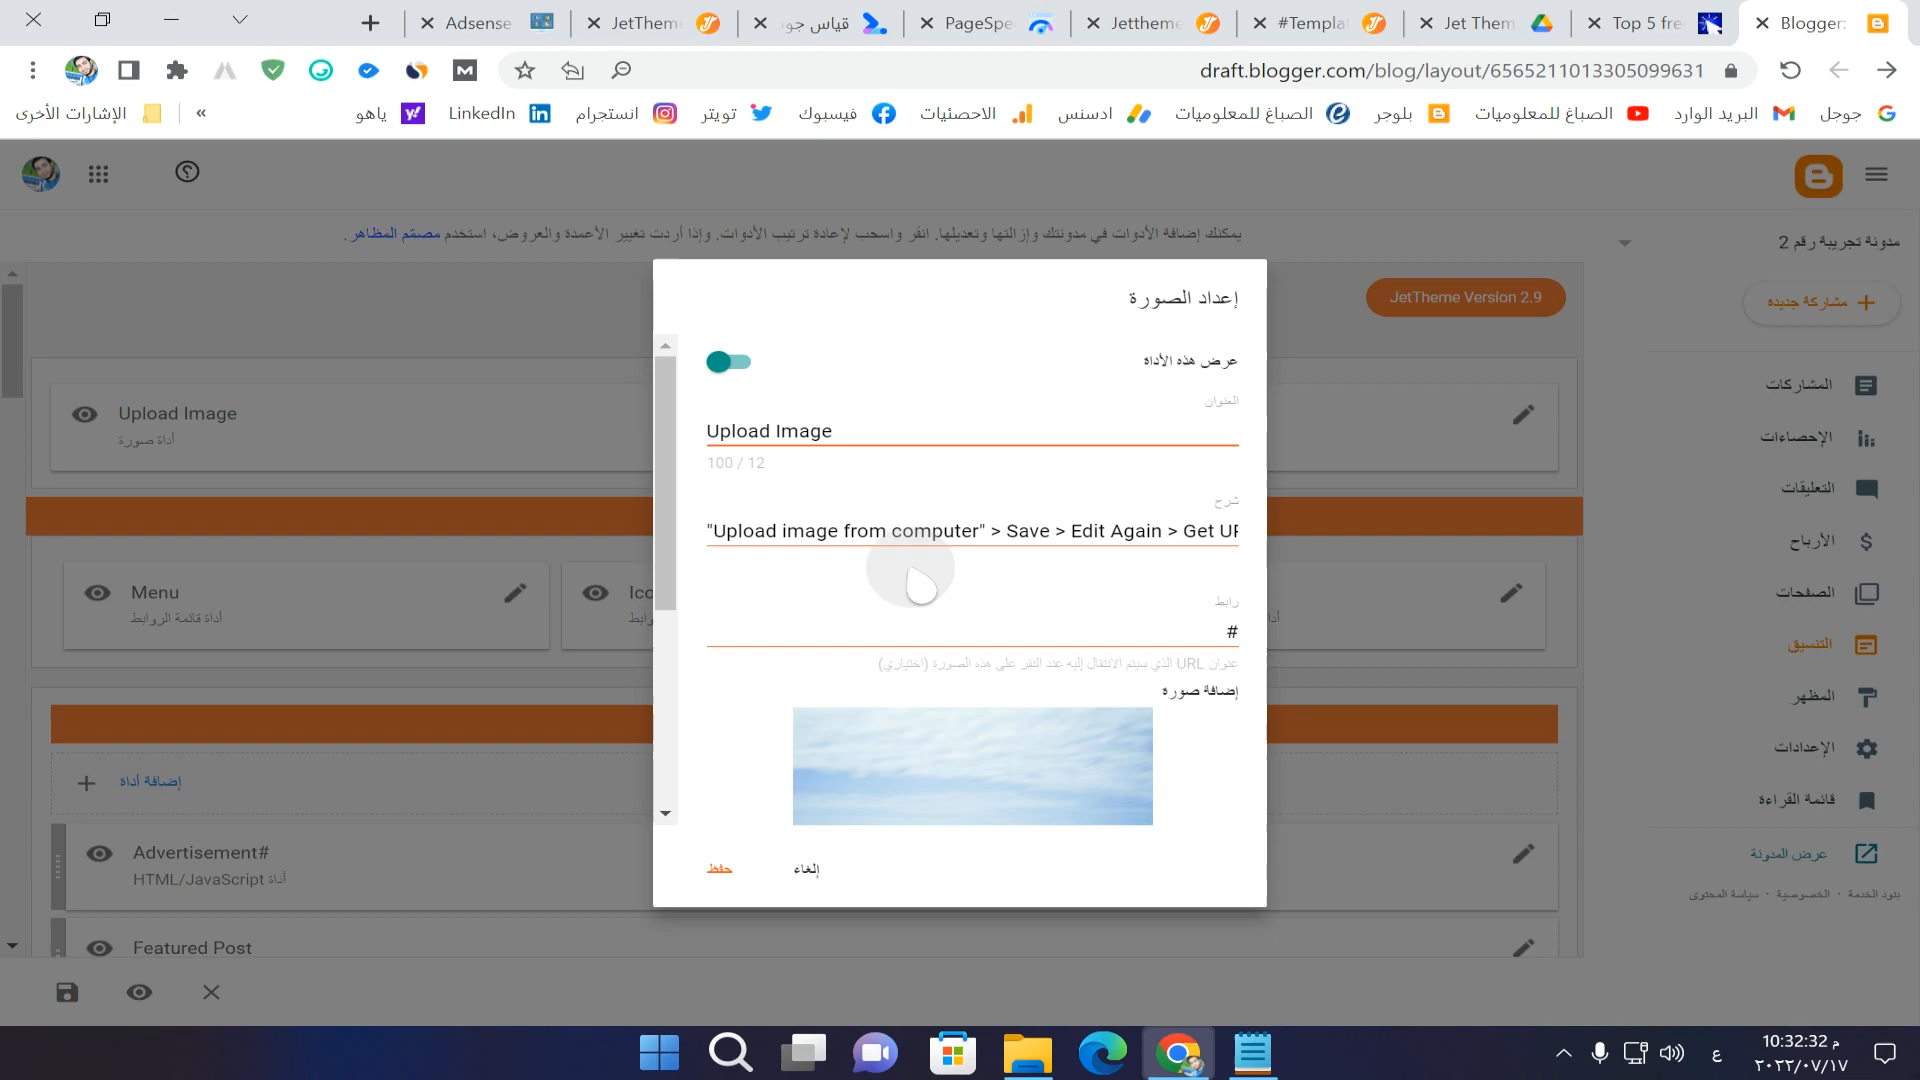 Blogger:
Top 5 fre
Jet Them
#Templa
Jettheme
PageSpe
قياس جود
JetTheme
Adsense
draft.blogger.com/blog/layout/6565211013305099631
جوجل
البريد الوارد
الصباغ للمعلوميات
بلوجر
الصباغ للمعلوميات
ادسنس
الاحصئيات
فيسبوك
تويتر
انستجرام
LinkedIn
ياهو
«
الإشارات الأخرى
يمكنك إضافة الأدوات في مدونتك وإزالتها وتعديلها. انقر واسحب لإعادة ترتيب الأدوات. وإذا أردت تغيير الأعمدة والعروض، استخدم مصمّم المظاهر.
مدونة تجريبة رقم 2
مشاركة جديدة
المشاركات
الإحصاءات
التعليقات
الأرباح
الصفحات
التنسيق
المظهر
الإعدادات
قائمة القراءة
عرض المدونة
بنود الخدمة · الخصوصية · سياسة المحتوى
JetTheme Version 2.9
Upload Image
أداة صورة
Menu
أداة قائمة الروابط
إضافة أداة
Advertisement#
أداة HTML/JavaScript
Featured Post
إعداد الصورة
عرض هذه الأداة
العنوان
Upload Image
100 / 12
شرح
"Upload image from computer" > Save > Edit Again > Get
رابط
#
عنوان URL الذي سيتم الانتقال إليه عند النقر على هذه الصورة (اختياري)
إضافة صورة
إلغاء
حفظ
ع
10:32:32 م
٢٠٢٢/٠٧/١٧